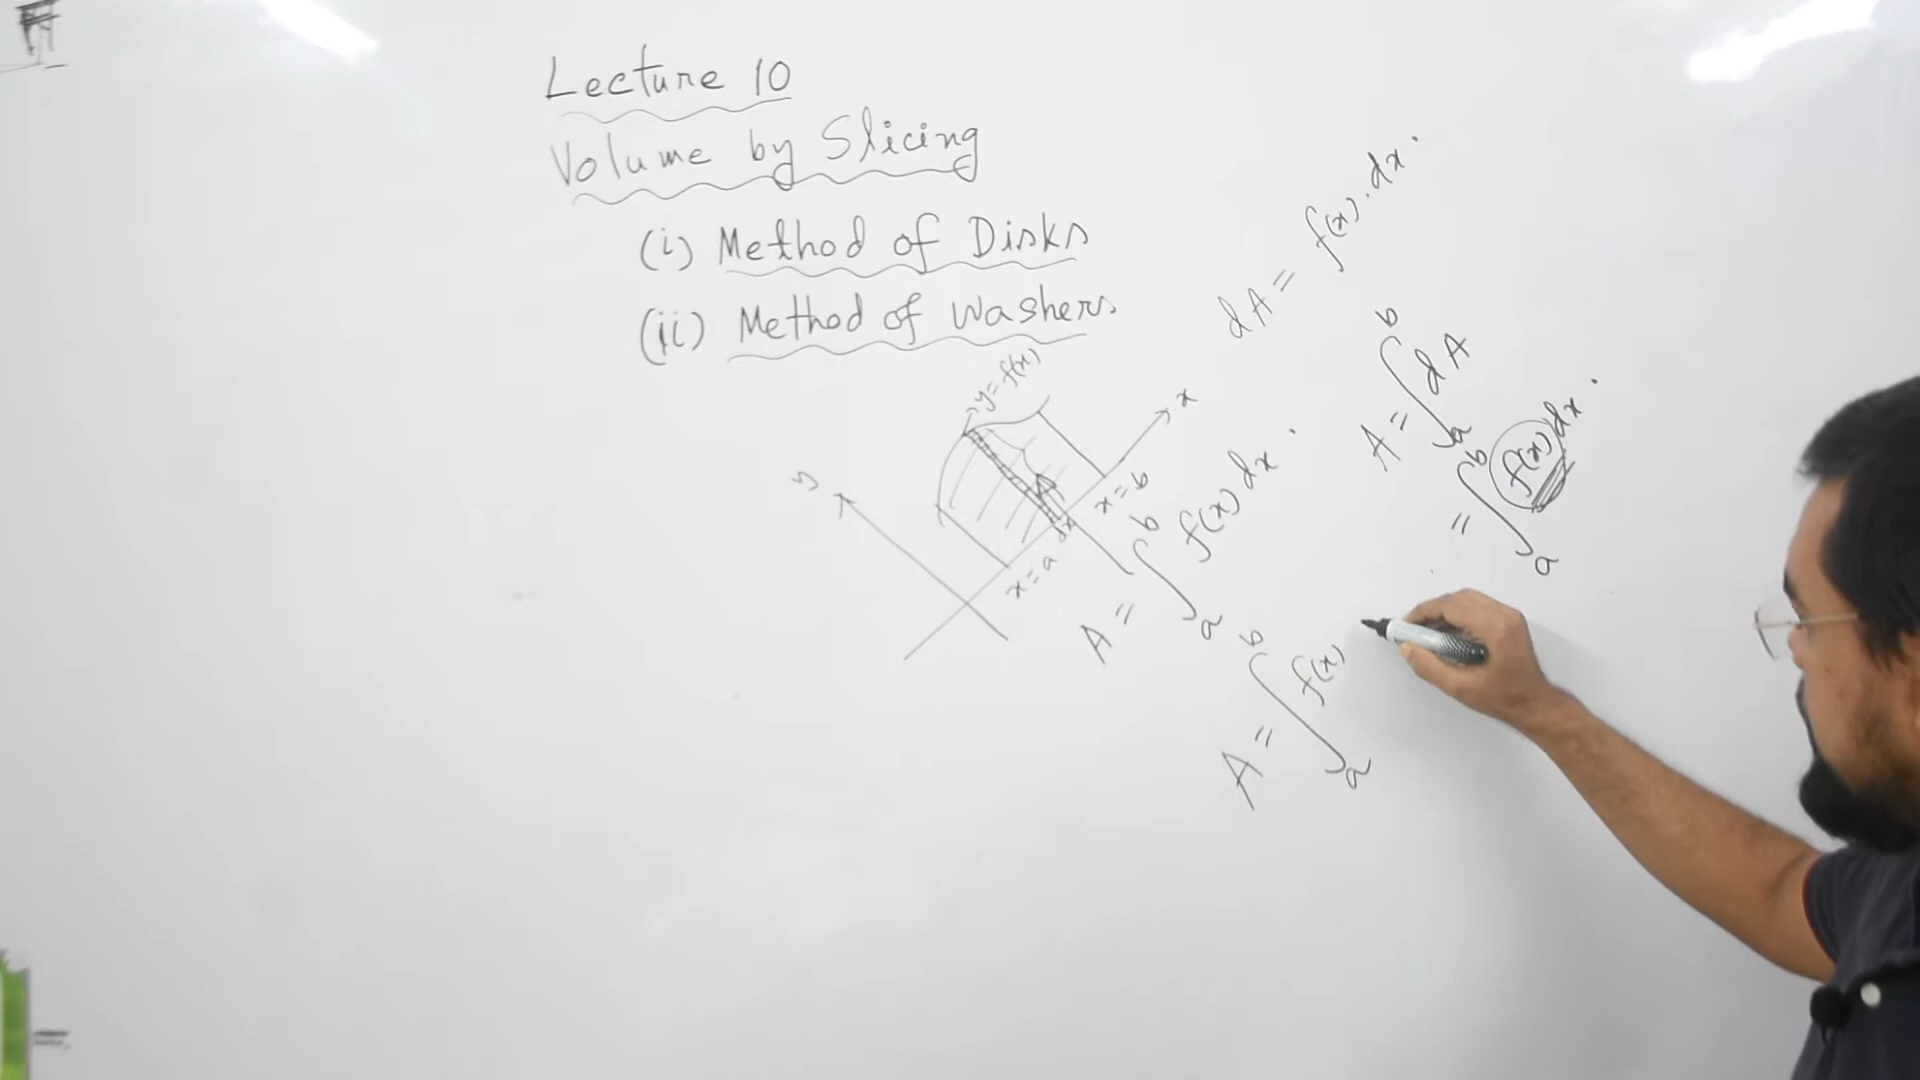 Lecture 10
Volume by Slicing
(i) Method of Disks
(ii) Method of Washers
y = f(x)
y
x
x = a
dx
x = b
A = ∫_a^b f(x) dx .
dA = f(x) . dx .
A = ∫_a^b dA
= ∫_a^b f(x) dx .
A = ∫_a^b f(x)